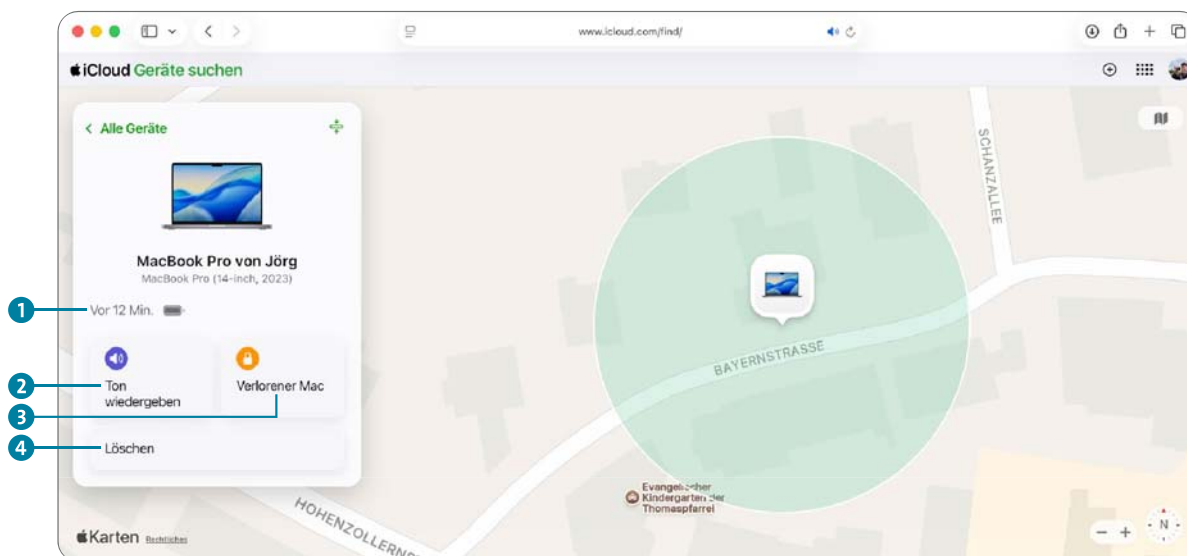 www.icloud.com/find/
iCloud Geräte suchen
Alle Geräte
MacBook Pro von Jörg
MacBook Pro (14-inch, 2023)
1
Vor 12 Min.
2
Ton
wiedergeben
Verlorener Mac
3
4
Löschen
SCHANZALLEE
BAYERNSTRASSE
Evangelischer
Kindergarten der
Thomaspfarrei
HOHENZOLLERN
Karten Rechtliches
N